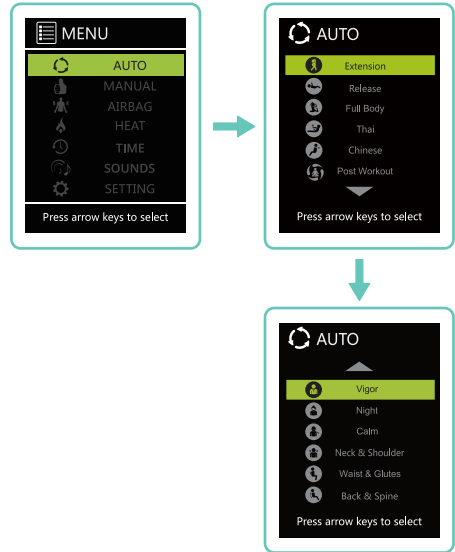 MENU
AUTO
MANUAL
AIRBAG
HEAT
TIME
SOUNDS
SETTING
Press arrow keys to select
AUTO
Extension
Release
Full Body
Thai
Chinese
Post Workout
Press arrow keys to select
AUTO
Vigor
Night
Calm
Neck & Shoulder
Waist & Glutes
Back & Spine
Press arrow keys to select